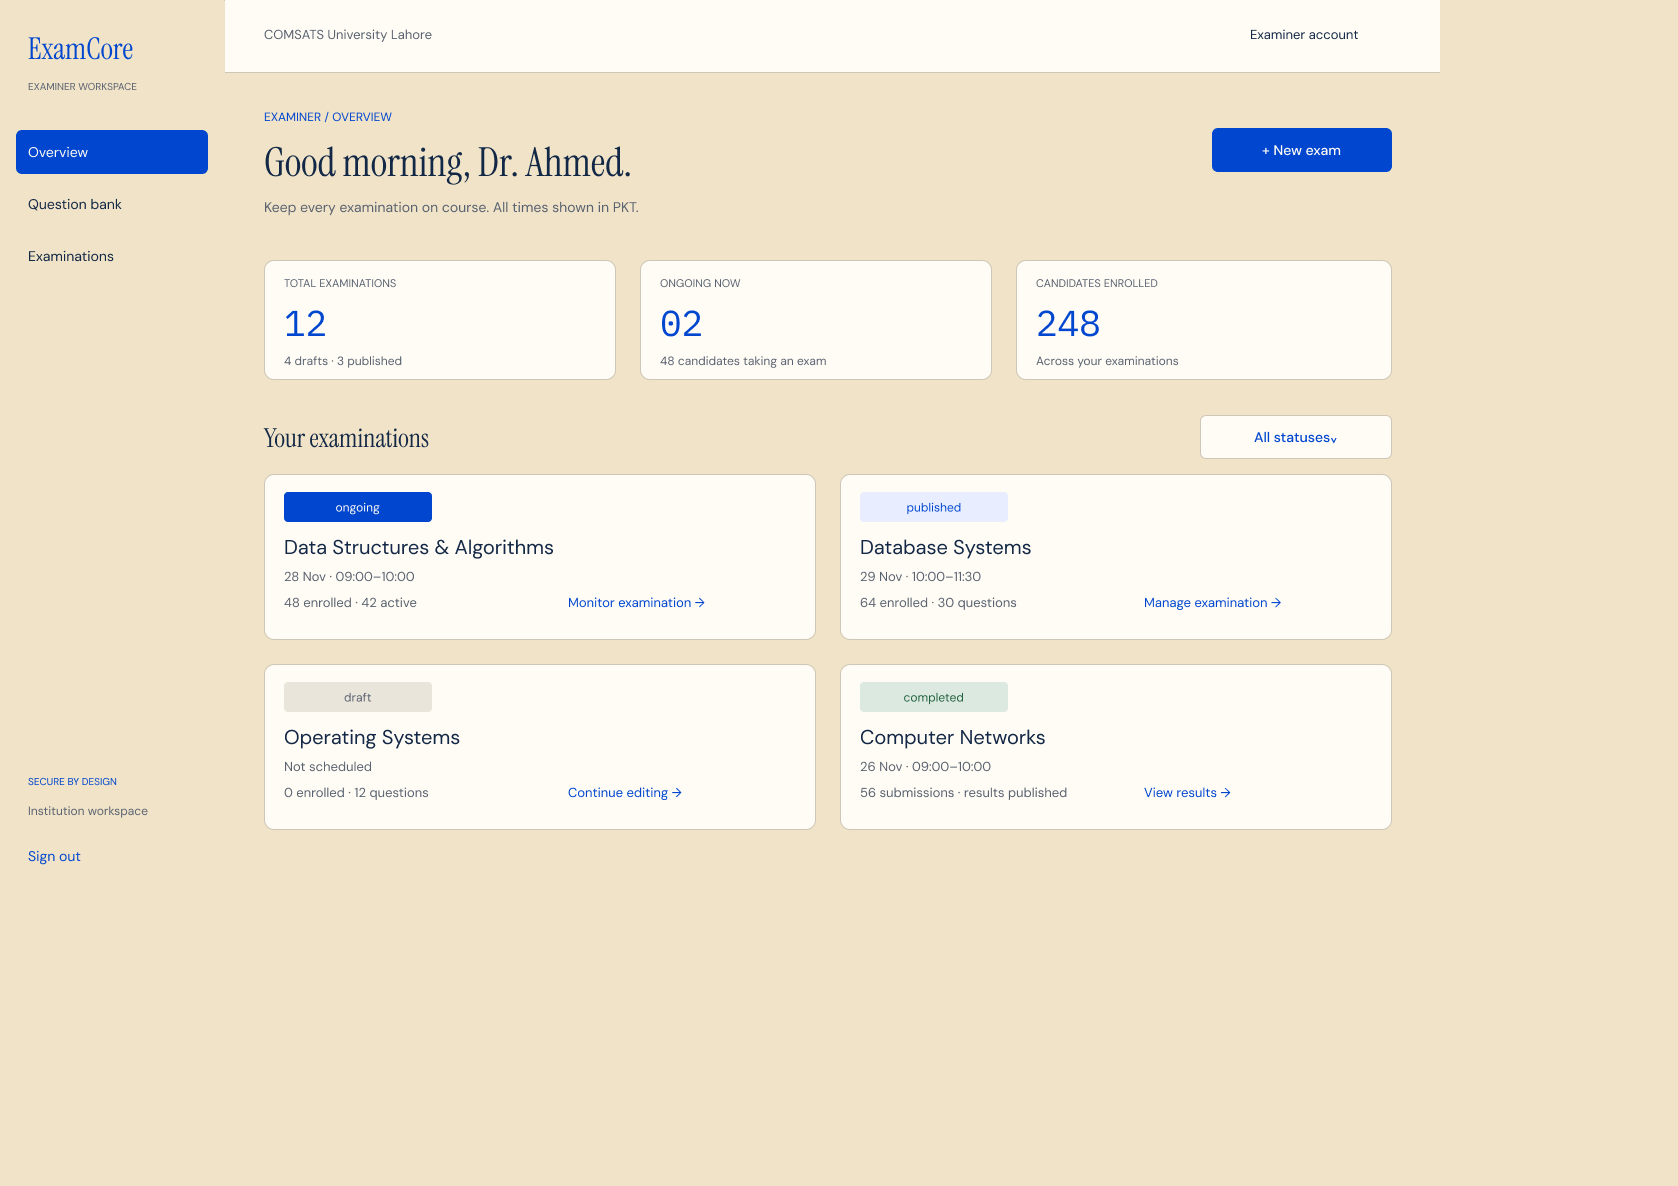 ExamCore
EXAMINER WORKSPACE
Overview
Question bank
Examinations
SECURE BY DESIGN
Institution workspace
Sign out
COMSATS University Lahore
Examiner account
EXAMINER / OVERVIEW
Good morning, Dr. Ahmed.
Keep every examination on course. All times shown in PKT.
+ New exam
TOTAL EXAMINATIONS
12
4 drafts · 3 published
ONGOING NOW
02
48 candidates taking an exam
CANDIDATES ENROLLED
248
Across your examinations
Your examinations
All statuses
ongoing
Data Structures & Algorithms
28 Nov · 09:00–10:00
48 enrolled · 42 active
Monitor examination →
published
Database Systems
29 Nov · 10:00–11:30
64 enrolled · 30 questions
Manage examination →
draft
Operating Systems
Not scheduled
0 enrolled · 12 questions
Continue editing →
completed
Computer Networks
26 Nov · 09:00–10:00
56 submissions · results published
View results →